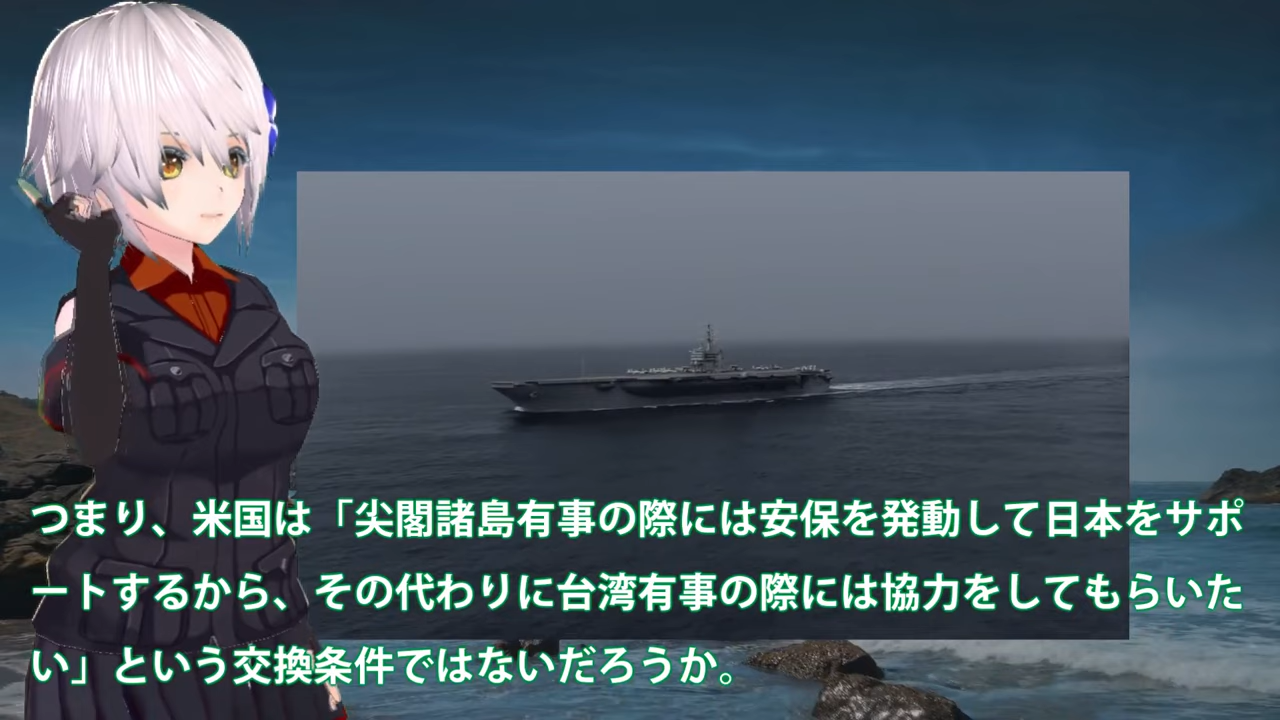 つまり、米国は「尖閣諸島有事の際には安保を発動して日本をサポ
ートするから、その代わりに台湾有事の際には協力をしてもらいた
い」という交換条件ではないだろうか。